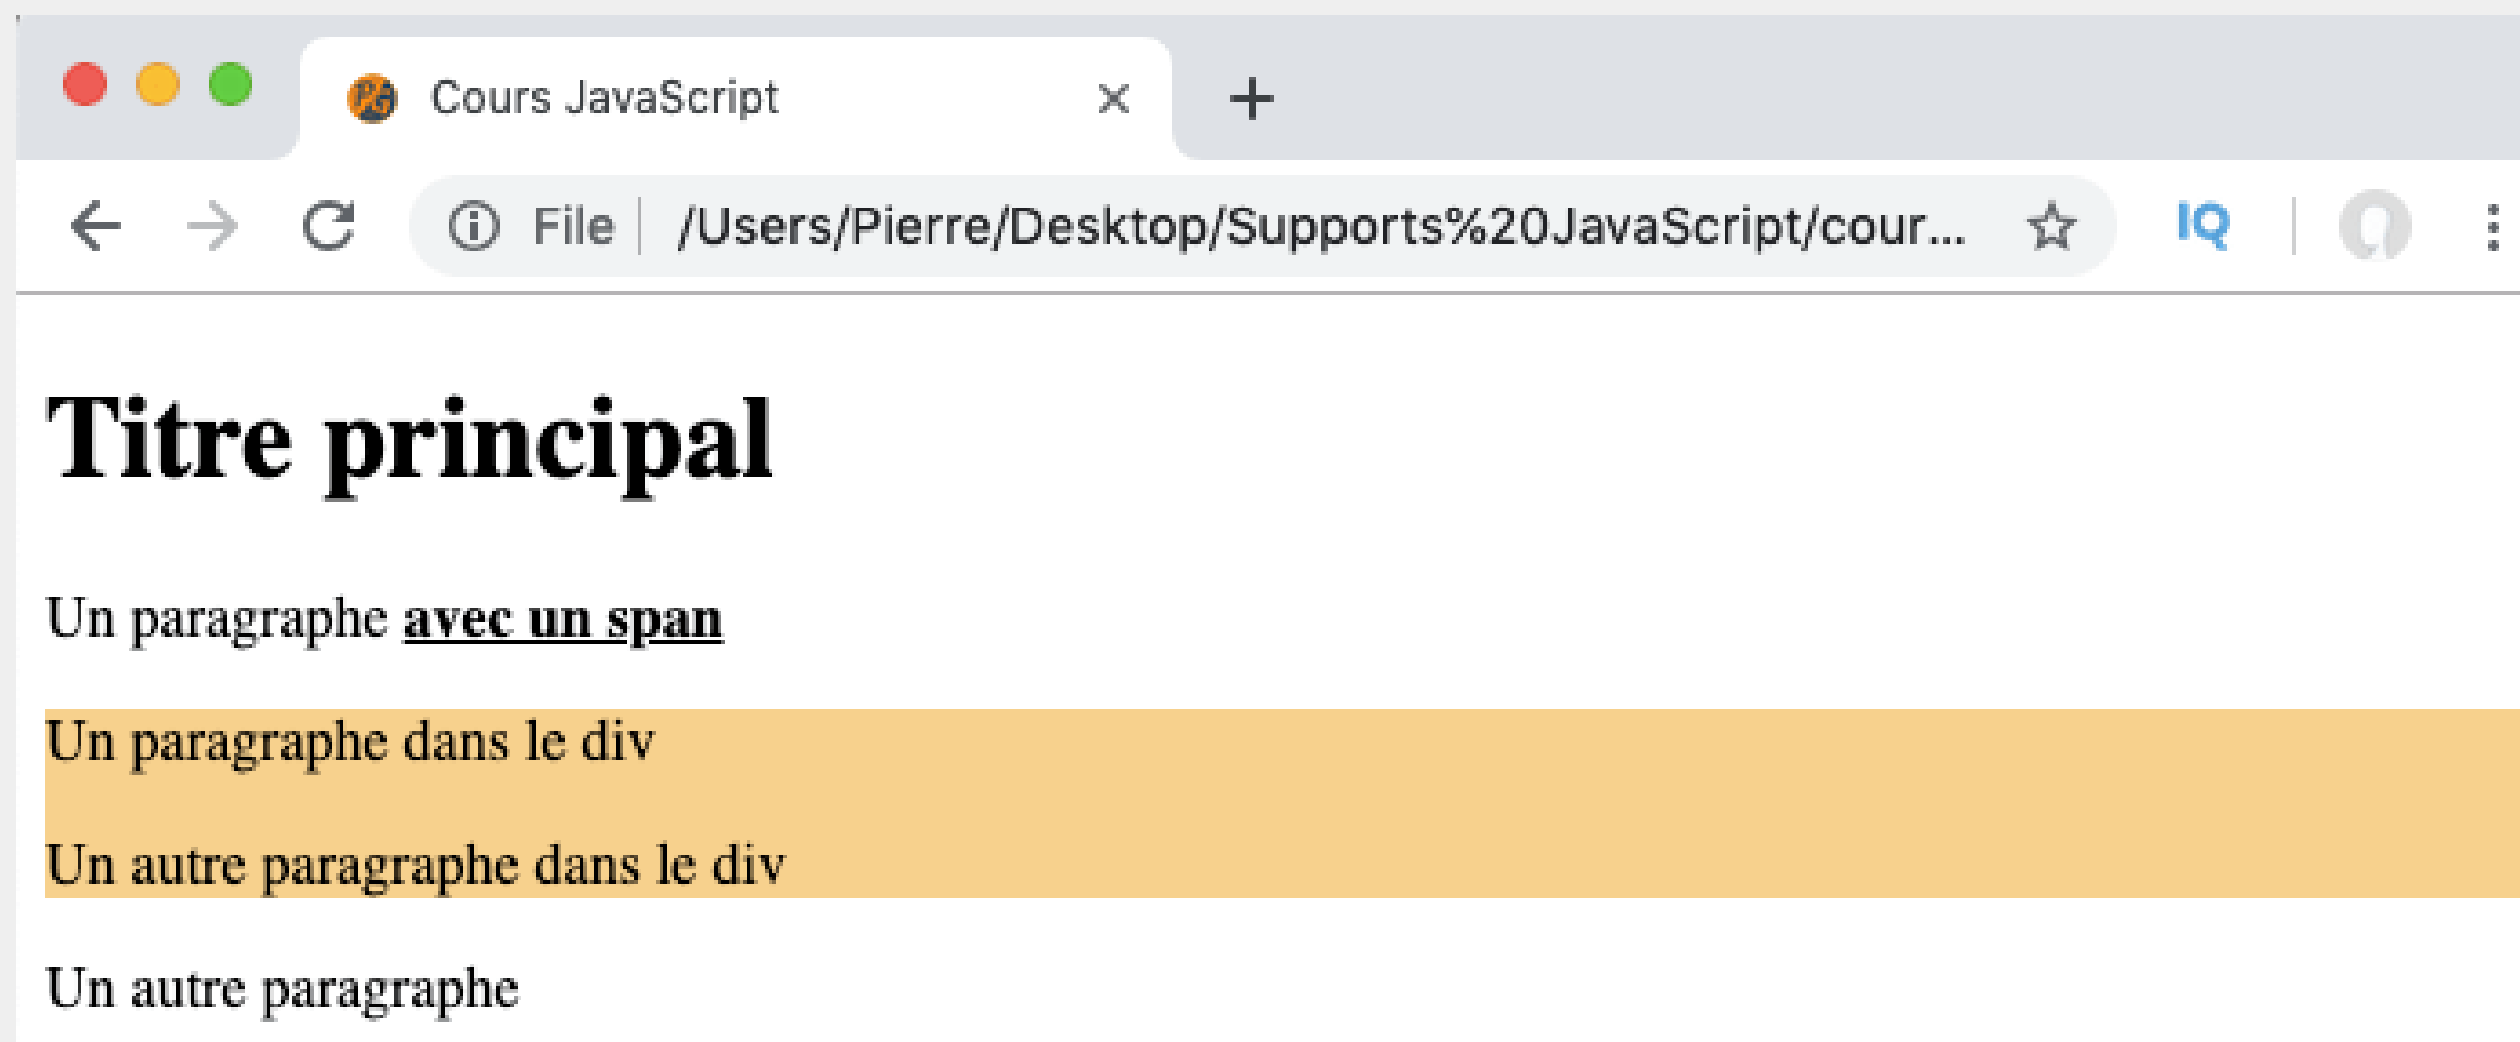 Cours JavaScript
File /Users/Pierre/Desktop/Supports%20JavaScript/cour...
IQ
Titre principal
Un paragraphe avec un span
Un paragraphe dans le div
Un autre paragraphe dans le div
Un autre paragraphe